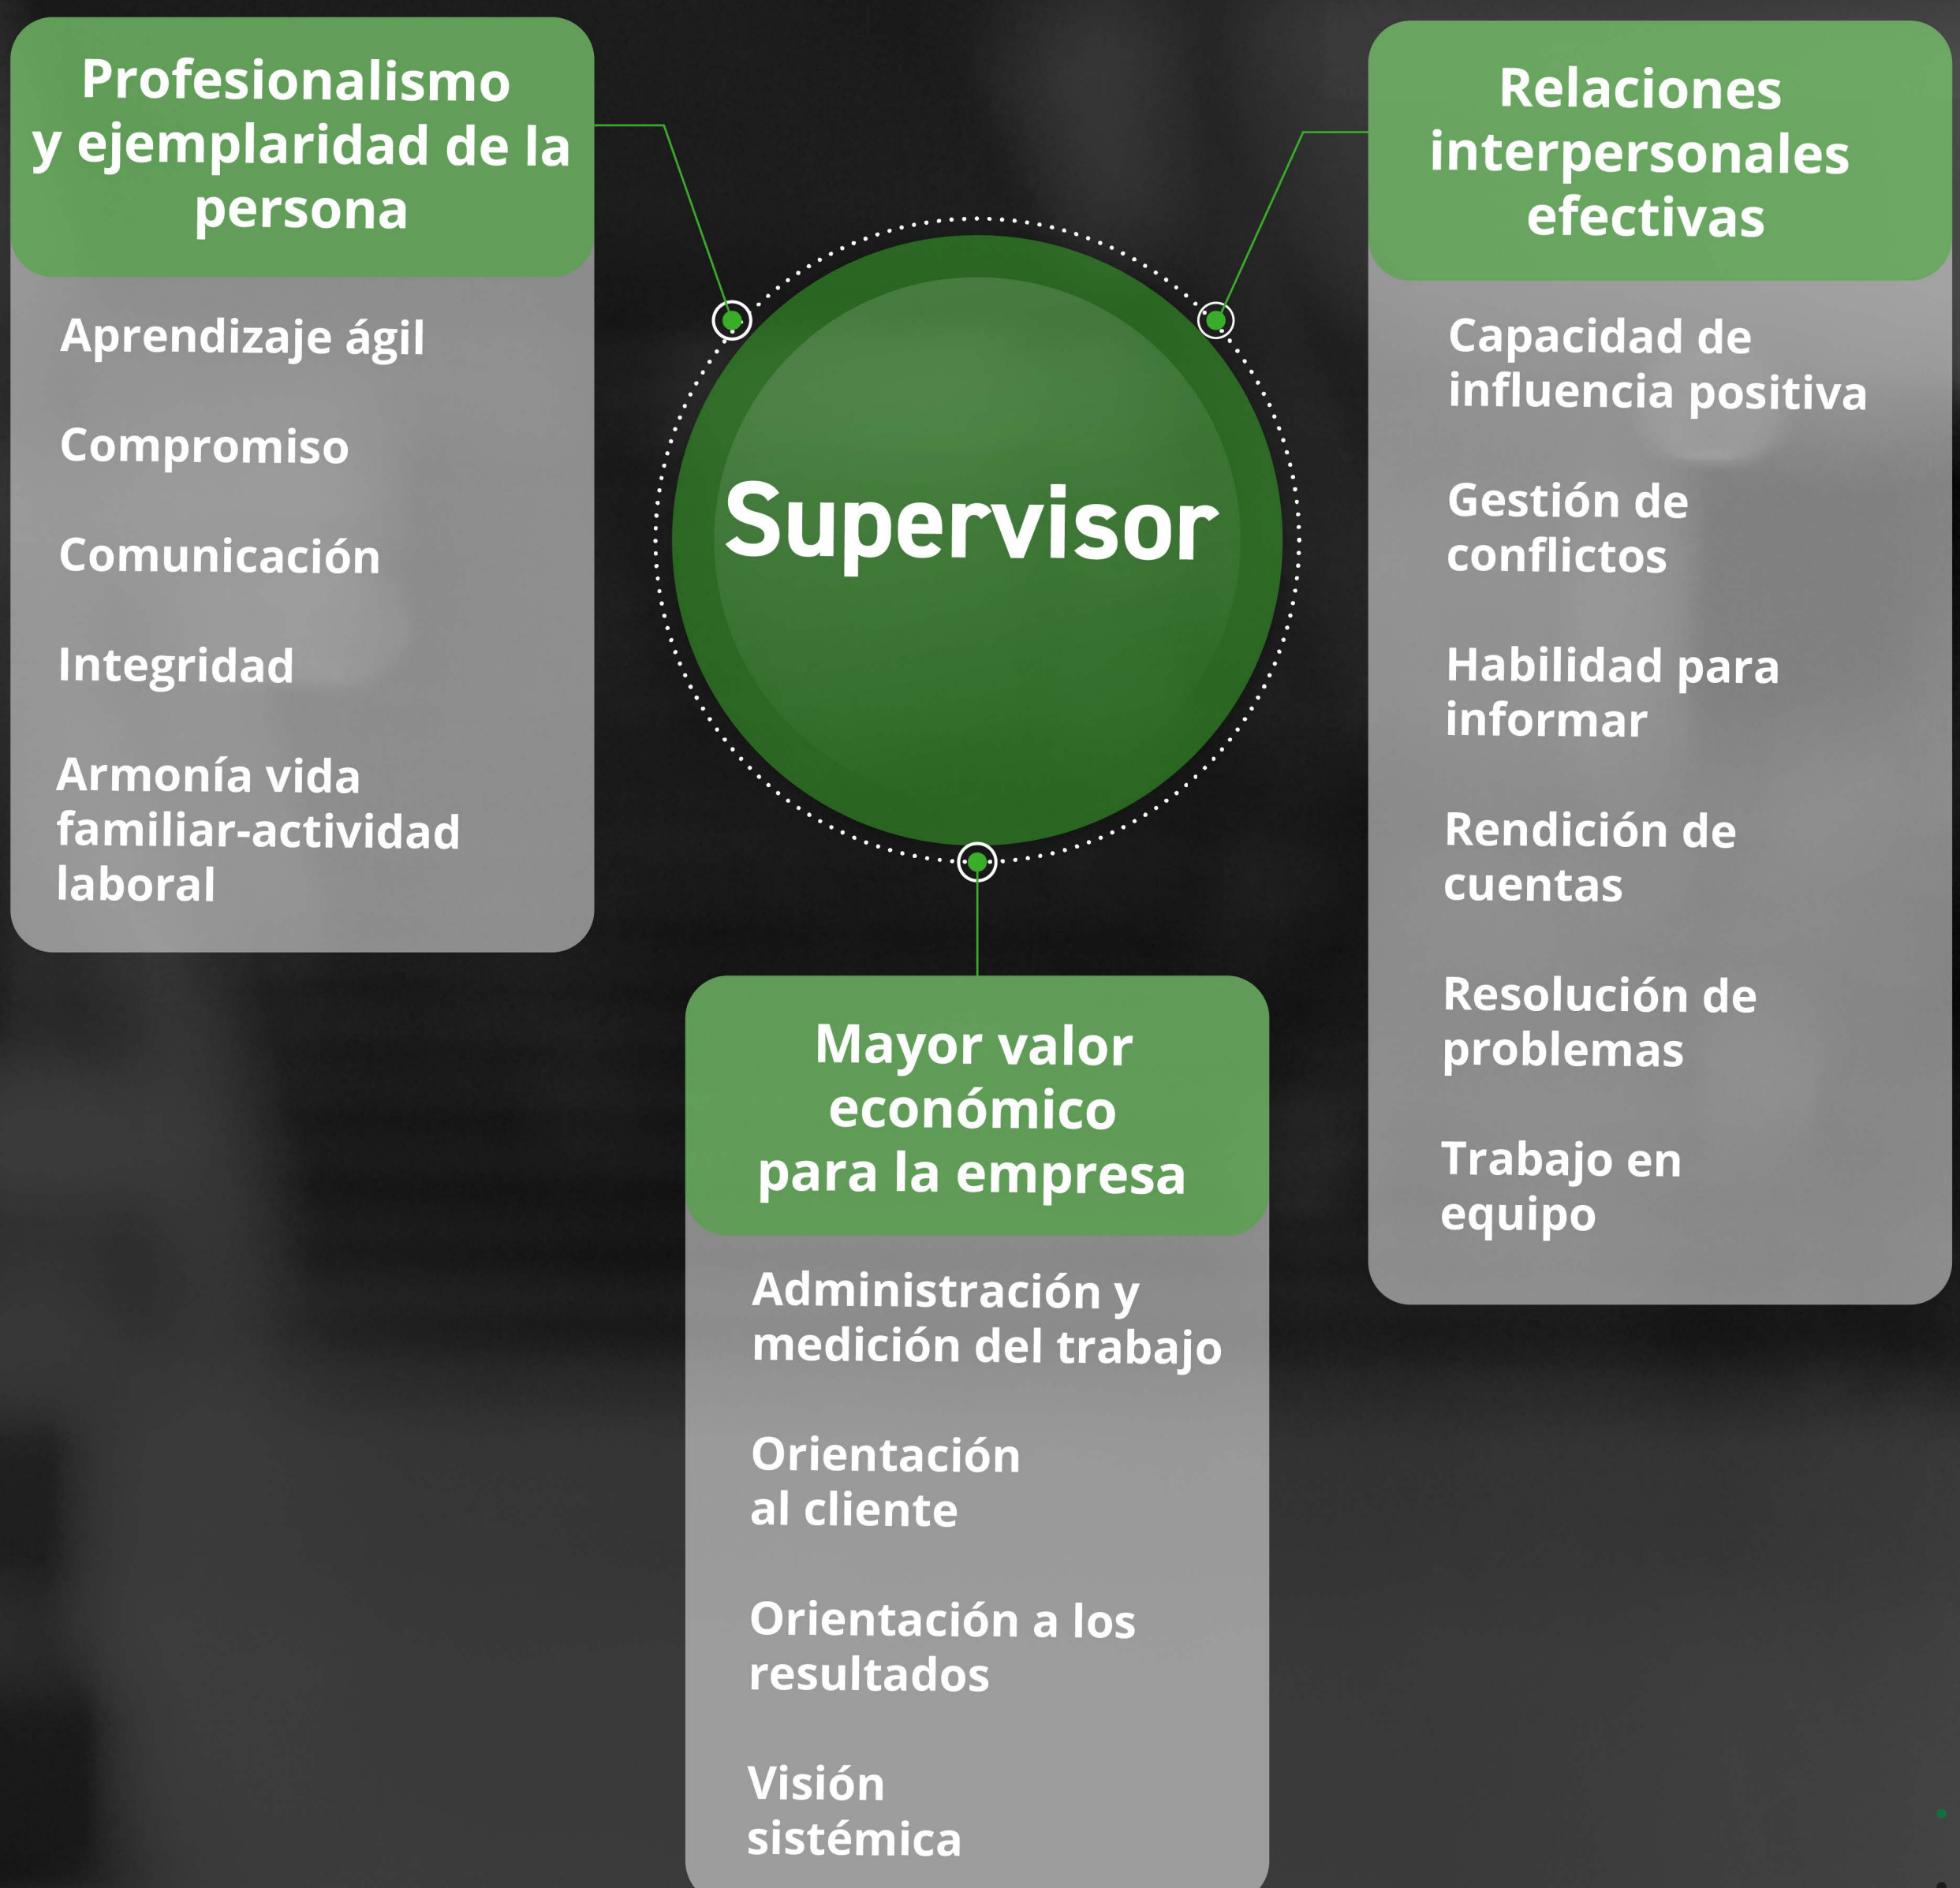 Profesionalismo
y ejemplaridad de la
persona
Aprendizaje ágil
Compromiso
Comunicación
Integridad
Armonía vida
familiar-actividad
laboral
Supervisor
Relaciones
interpersonales
efectivas
Capacidad de
influencia positiva
Gestión de
conflictos
Habilidad para
informar
Rendición de
cuentas
Resolución de
problemas
Trabajo en
equipo
Mayor valor
económico
para la empresa
Administración y
medición del trabajo
Orientación
al cliente
Orientación a los
resultados
Visión
sistémica